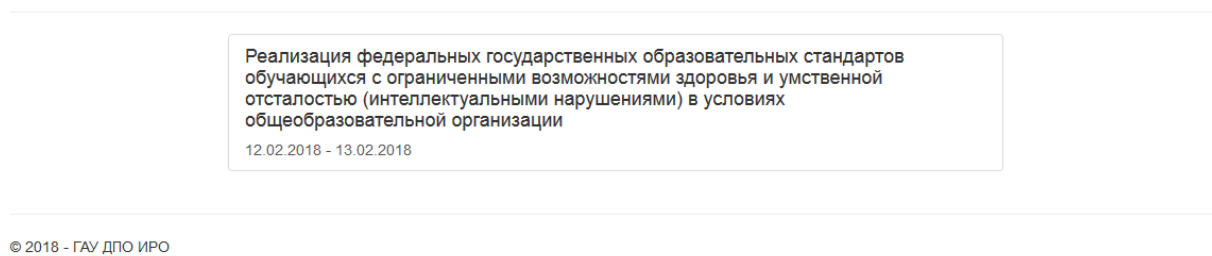 Реализация федеральных государственных образовательных стандартов
обучающихся с ограниченными возможностями здоровья и умственной
отсталостью (интеллектуальными нарушениями) в условиях
общеобразовательной организации
12.02.2018 - 13.02.2018
© 2018 - ГАУ ДПО ИРО